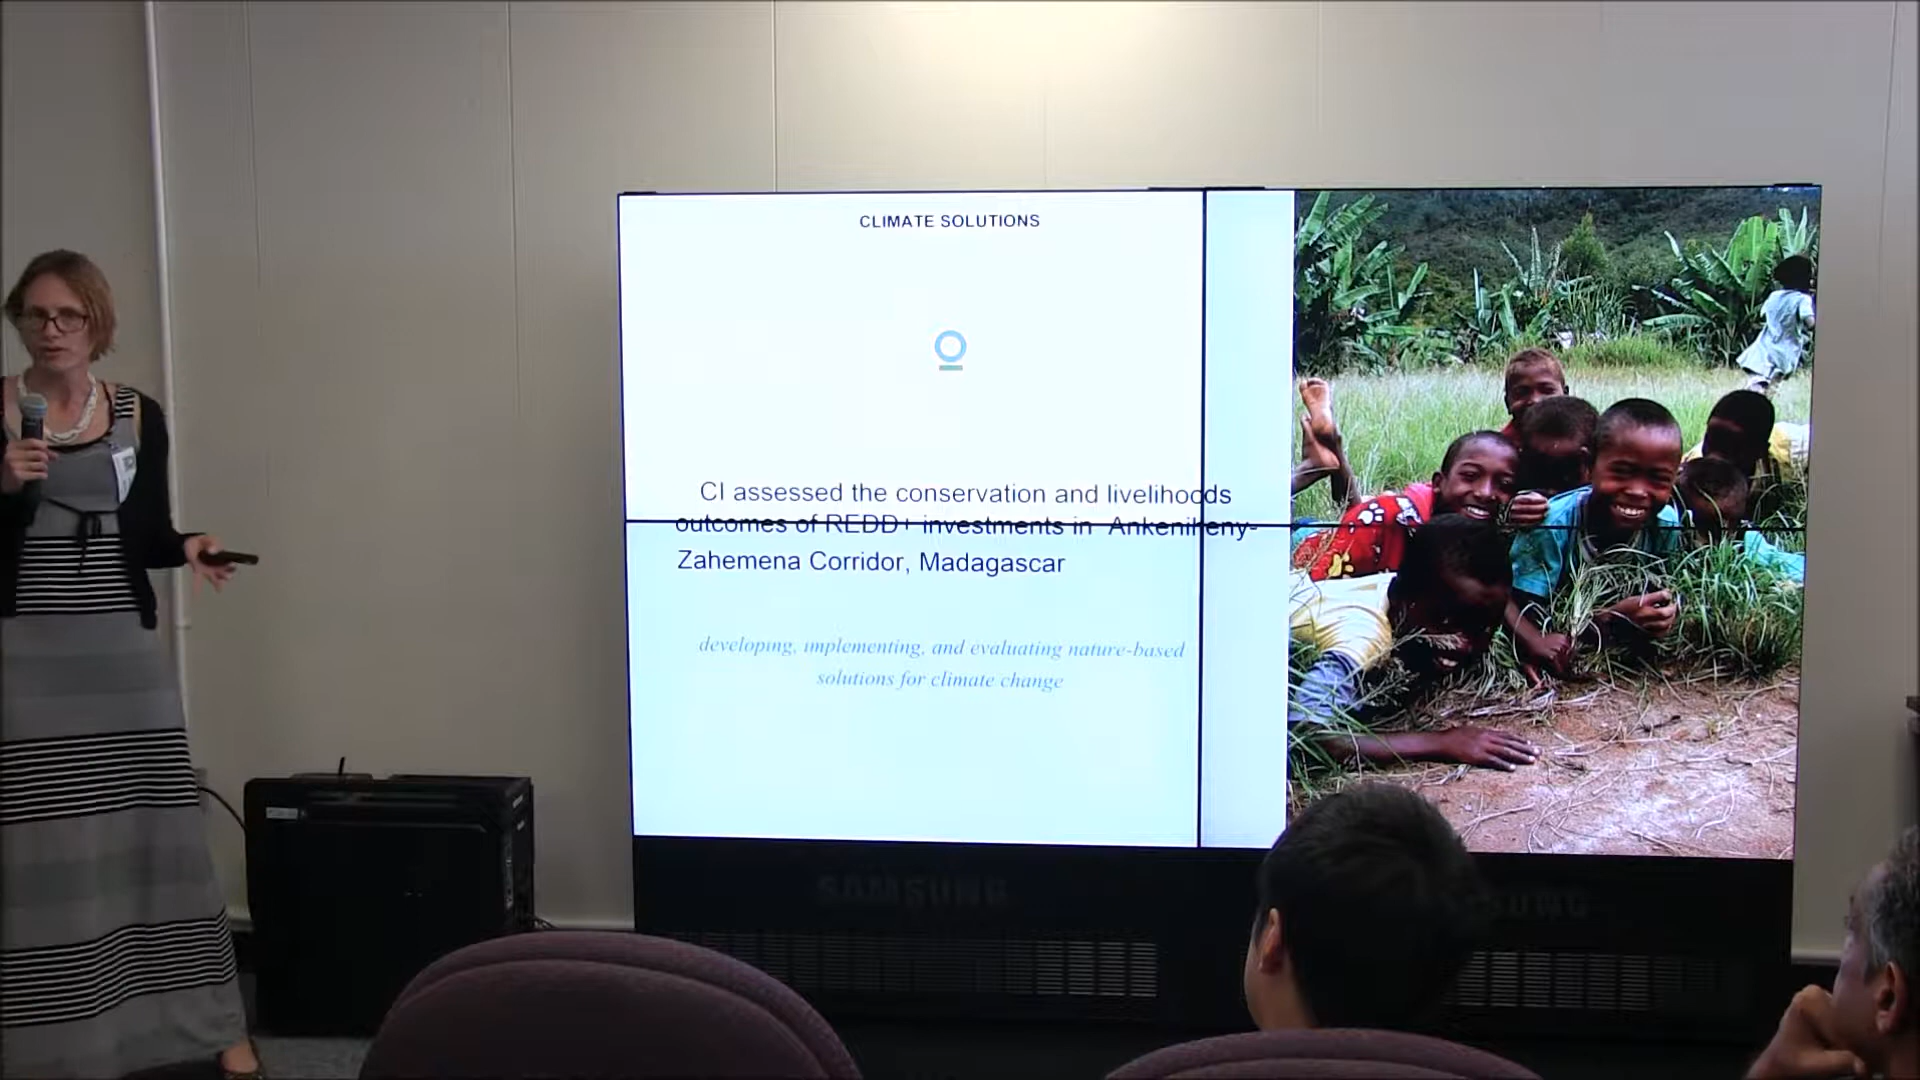 CLIMATE SOLUTIONS
CI assessed the conservation and livelihoods
outcomes of REDD+ investments in Ankeniheny-
Zahemena Corridor, Madagascar
developing, implementing, and evaluating nature-based
solutions for climate change
SAMSUNG